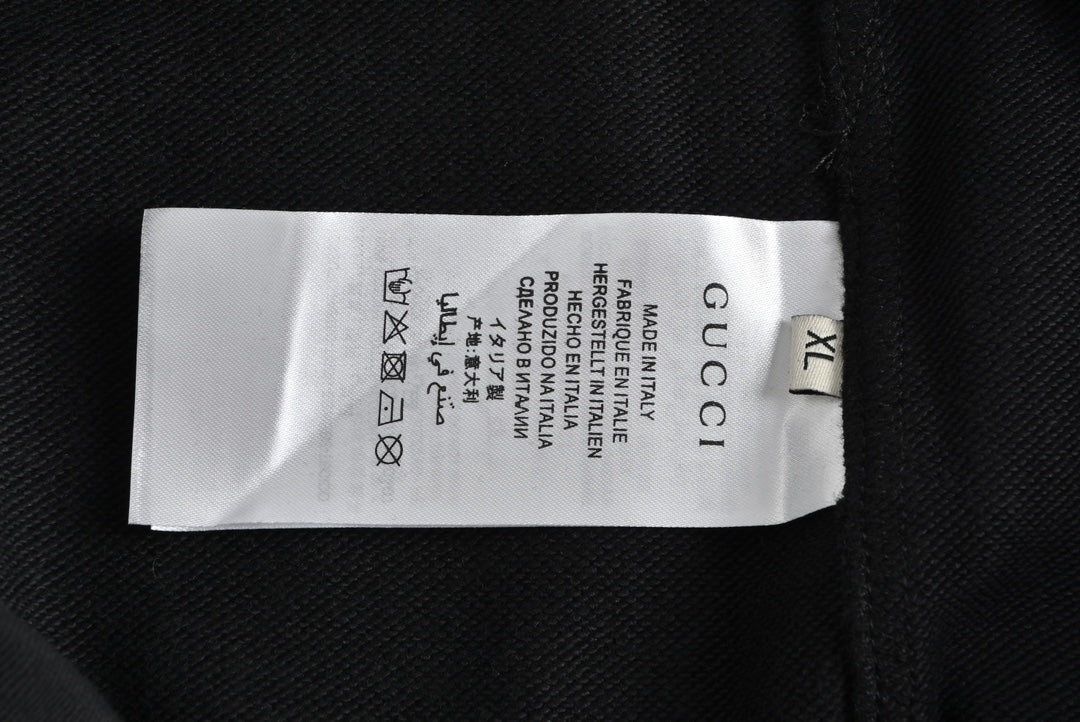 GUCCI
XL
MADE IN ITALY
FABRIQUE EN ITALIE
HERGESTELLT IN ITALIEN
HECHO EN ITALIA
PRODUZIDO NA ITALIA
СДЕЛАНО В ИТАЛИИ
イタリア製
产地:意大利
صنع في إيطاليا